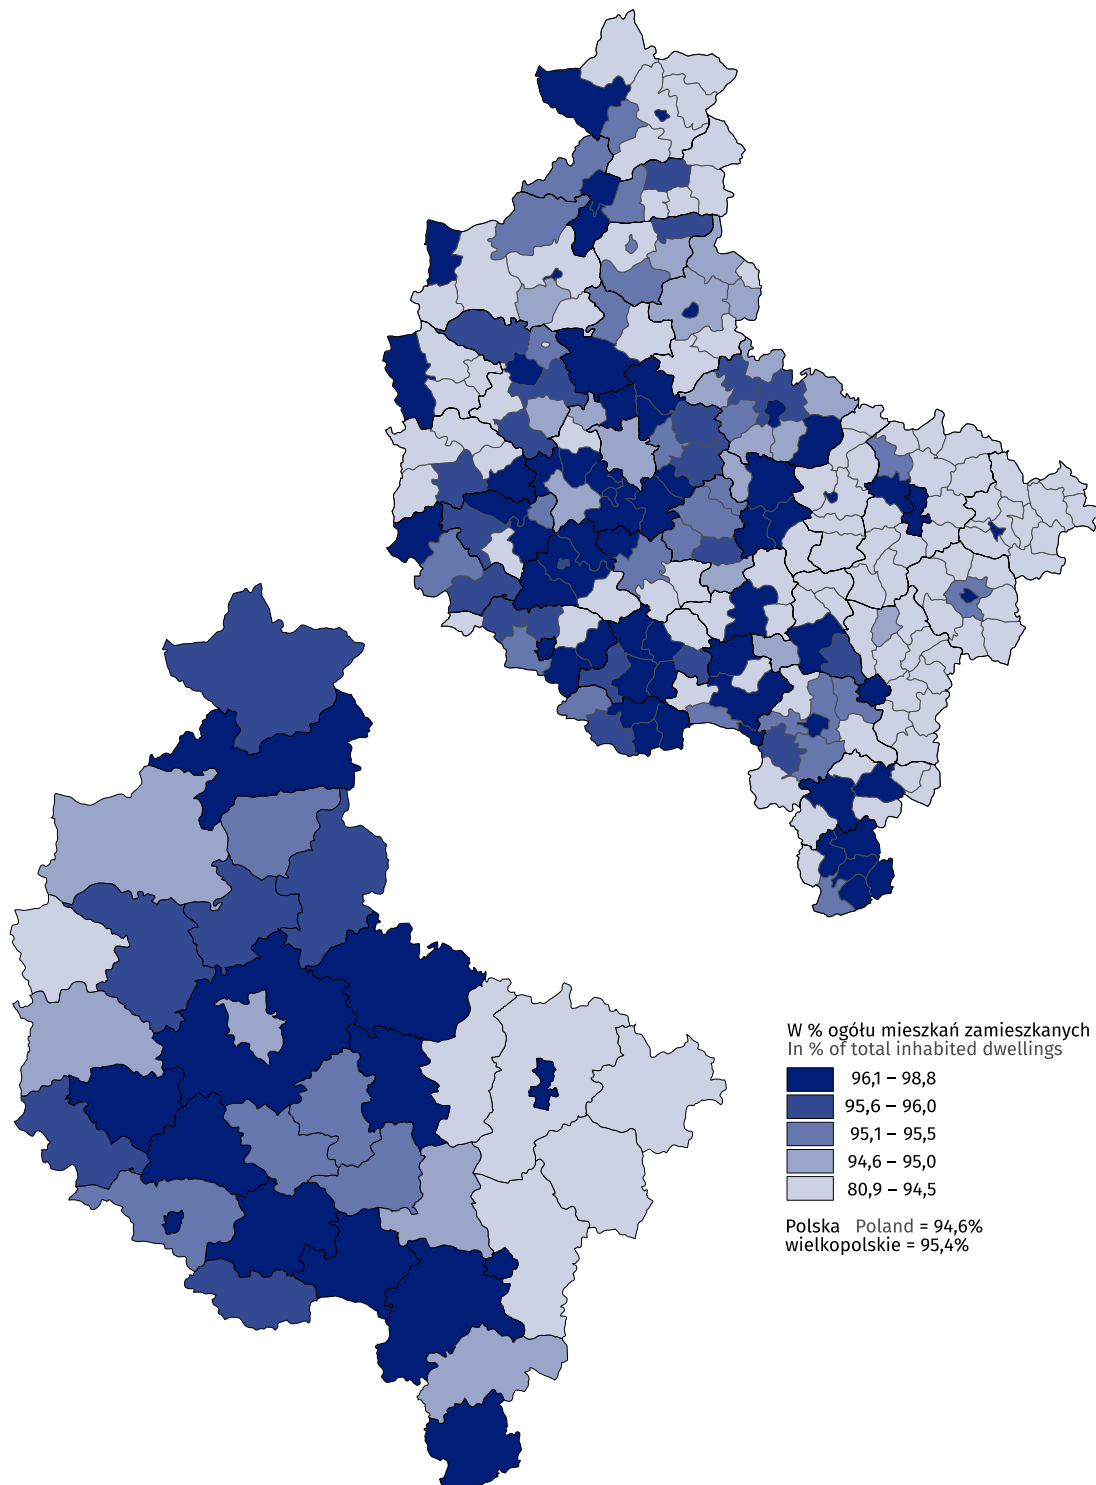 W % ogółu mieszkań zamieszkanych
In % of total inhabited dwellings
96,1 – 98,8
95,6 – 96,0
95,1 – 95,5
94,6 – 95,0
80,9 – 94,5
Polska Poland = 94,6%
wielkopolskie = 95,4%